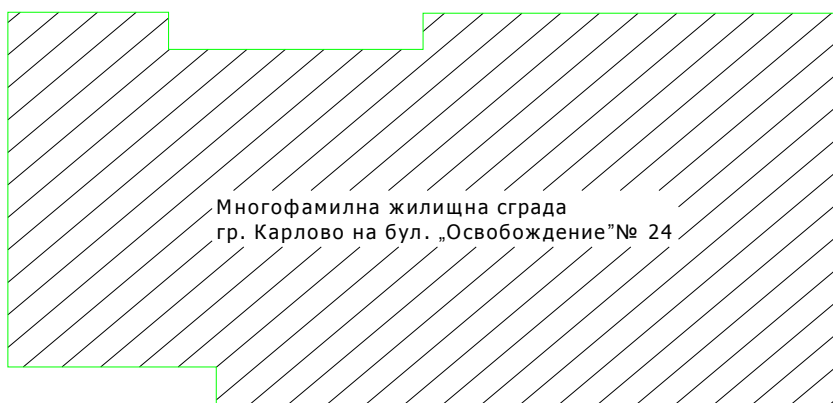 Многофамилна жилищна сграда
гр. Карлово на бул. „Освобождение”№ 24